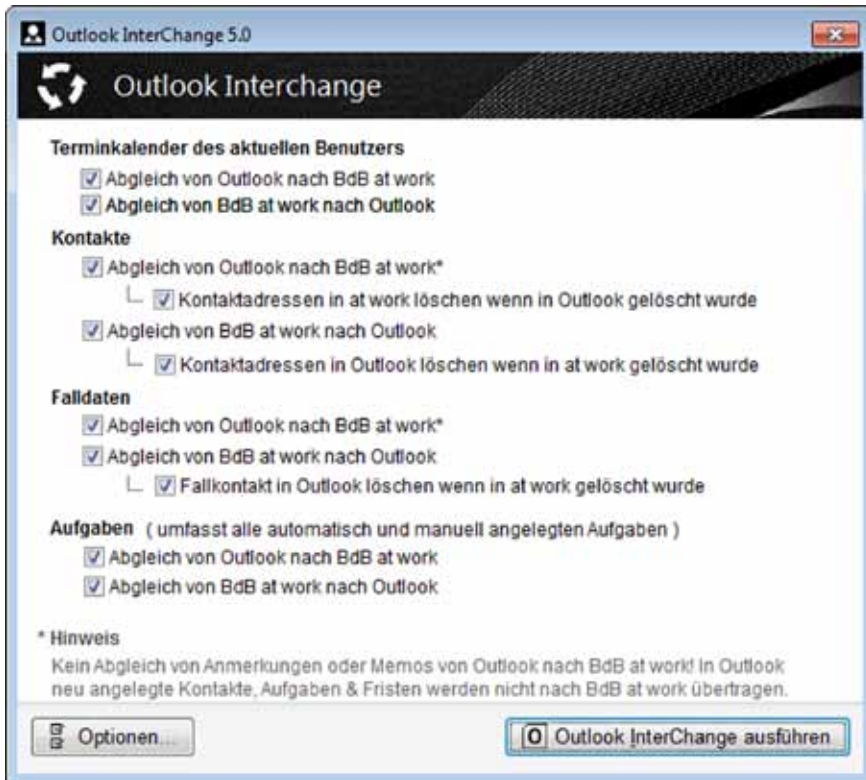 Outlook InterChange 5.0
Outlook Interchange
Terminkalender des aktuellen Benutzers
Abgleich von Outlook nach BdB at work
Abgleich von BdB at work nach Outlook
Kontakte
Abgleich von Outlook nach BdB at work*
Kontaktadressen in at work löschen wenn in Outlook gelöscht wurde
Abgleich von BdB at work nach Outlook
Kontaktadressen in Outlook löschen wenn in at work gelöscht wurde
Falldaten
Abgleich von Outlook nach BdB at work*
Abgleich von BdB at work nach Outlook
Fallkontakt in Outlook löschen wenn in at work gelöscht wurde
Aufgaben ( umfasst alle automatisch und manuell angelegten Aufgaben )
Abgleich von Outlook nach BdB at work
Abgleich von BdB at work nach Outlook
* Hinweis
Kein Abgleich von Anmerkungen oder Memos von Outlook nach BdB at work! In Outlook
neu angelegte Kontakte, Aufgaben & Fristen werden nicht nach BdB at work übertragen.
Optionen...
Outlook InterChange ausführen